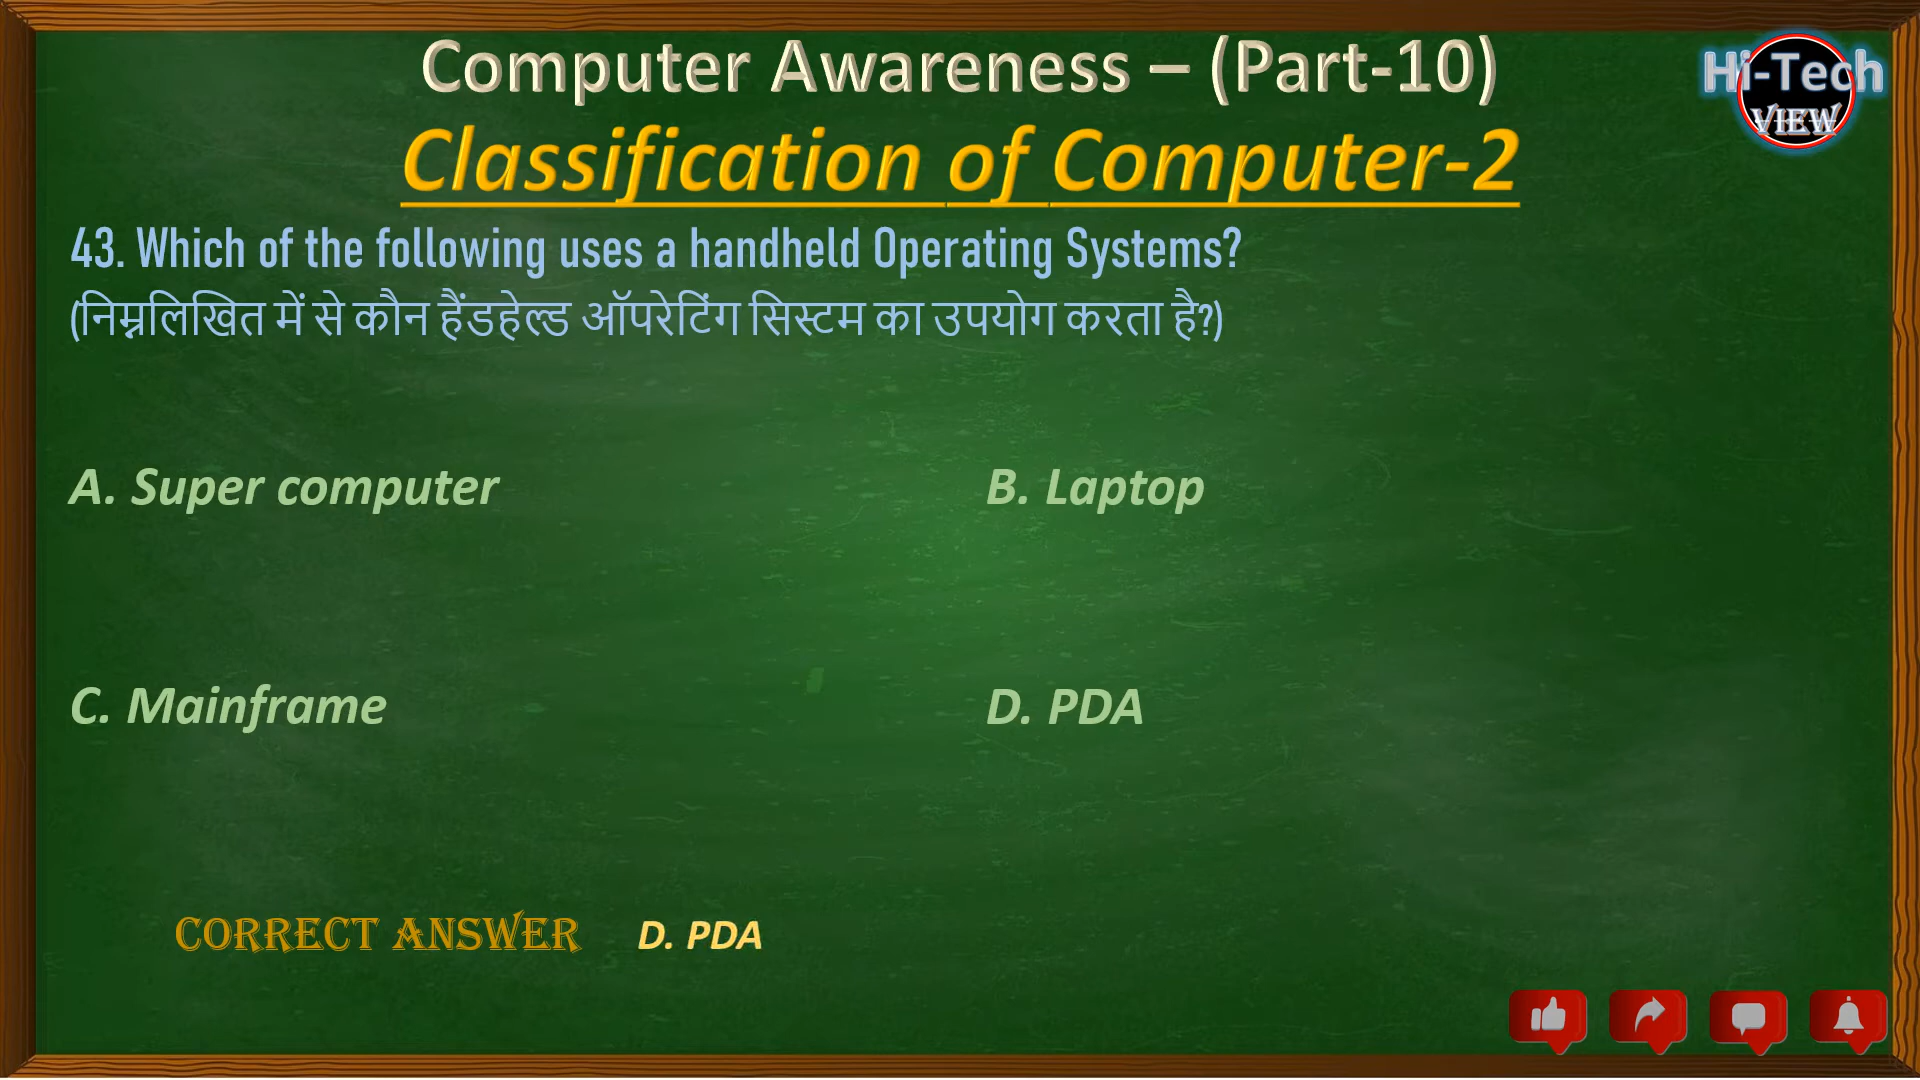 Computer Awareness – (Part-10)
Hi-Tech
VIEW
Classification of Computer-2
43. Which of the following uses a handheld Operating Systems?
(निम्नलिखित में से कौन हैंडहेल्ड ऑपरेटिंग सिस्टम का उपयोग करता है?)
A. Super computer
B. Laptop
C. Mainframe
D. PDA
CORRECT ANSWER D. PDA